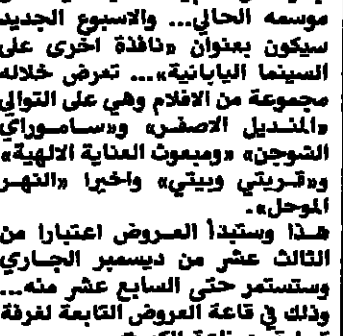 موسمه الحالي... والاسبوع الجديد
سيكون بعنوان «نافذة اخرى على
السينما اليابانية»... تعرض خلاله
مجموعة من الافلام وهي على التوالي
«المنديل الاصفر» و«ساموراي
الشوجن» «ومبعوث العناية الالهية»
و«قريتي وبيتي» واخيرا «النهر
الموحل».
هذا وستبدأ العروض اعتبارا من
الثالث عشر من ديسمبر الجاري
وستستمر حتى السابع عشر منه...
وذلك في قاعة العروض التابعة لغرفة